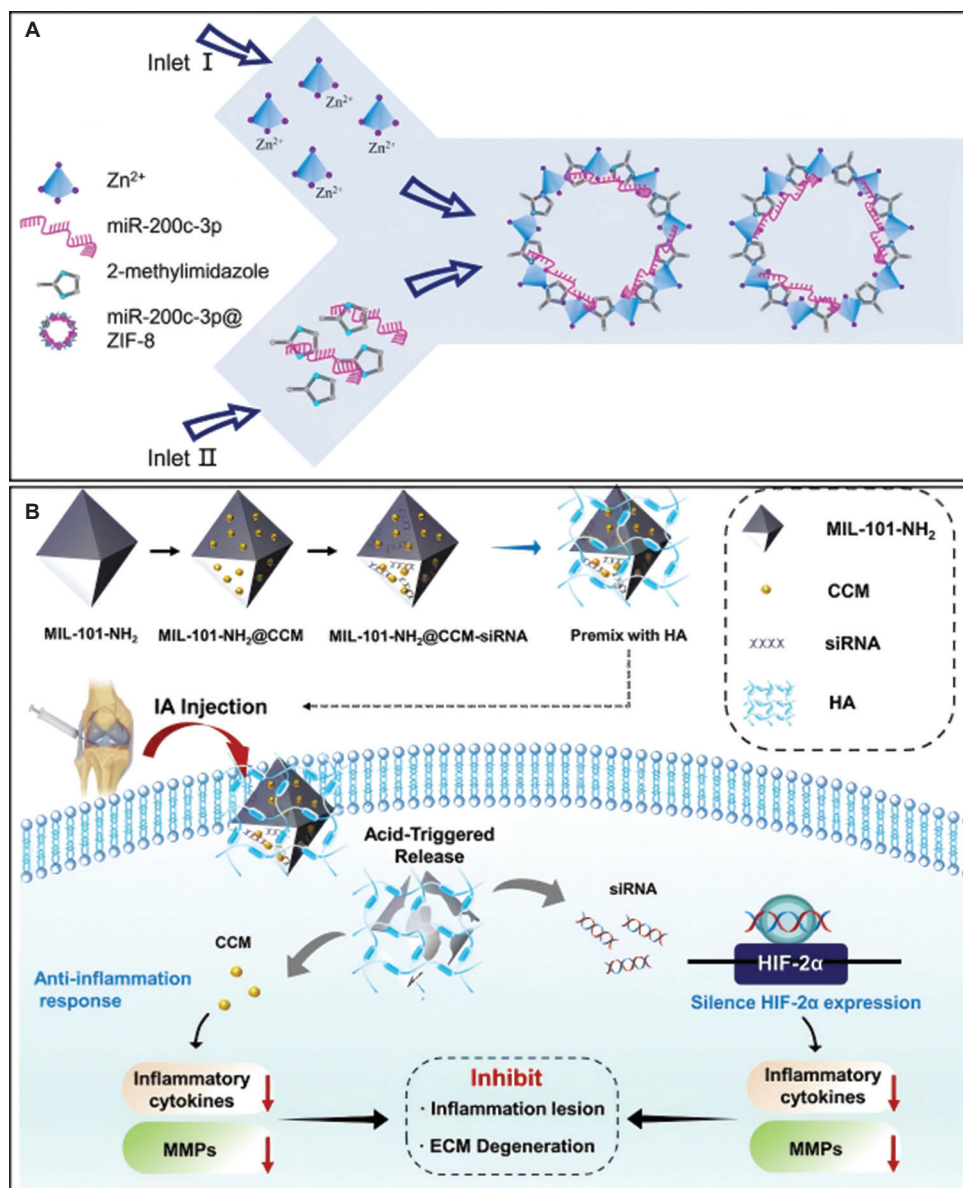 A
Inlet I
Zn2+
Zn2+
Zn2+
Zn2+
Zn2+
miR-200c-3p
2-methylimidazole
miR-200c-3p@
ZIF-8
Inlet II
B
MIL-101-NH2
MIL-101-NH2@CCM
MIL-101-NH2@CCM-siRNA
Premix with HA
MIL-101-NH2
CCM
siRNA
HA
IA Injection
Acid-Triggered
Release
siRNA
CCM
Anti-inflammation
response
HIF-2α
Silence HIF-2α expression
Inflammatory
cytokines
MMPs
Inhibit
· Inflammation lesion
· ECM Degeneration
Inflammatory
cytokines
MMPs